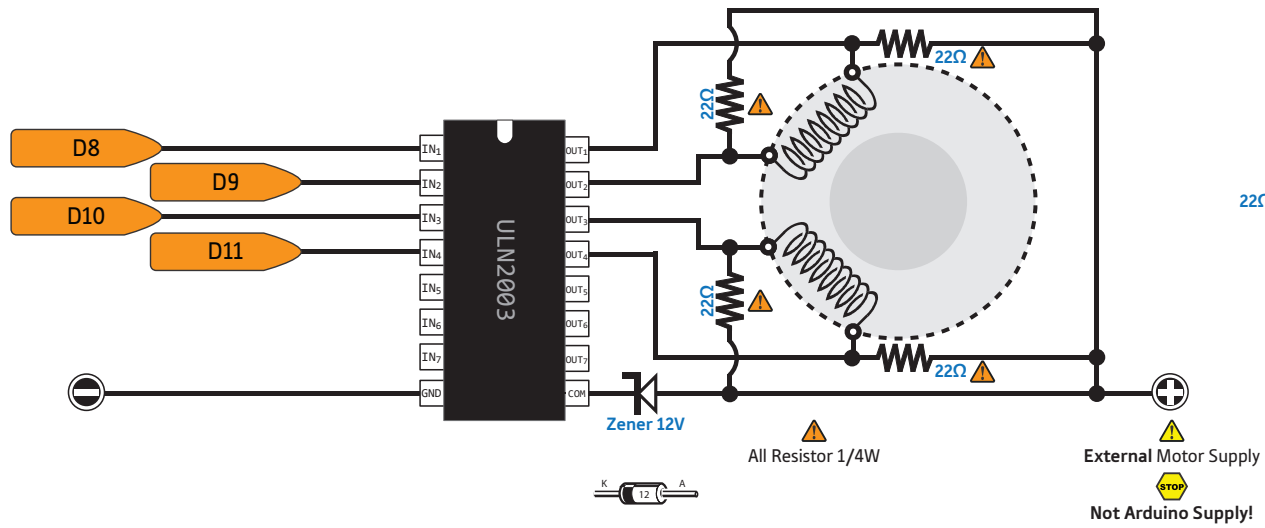 22Ω
22Ω
D8
IN₁
OUT₁
D9
IN₂
OUT₂
D10
IN₃
OUT₃
22Ω
D11
IN₄
OUT₄
ULN2003
IN₅
OUT₅
22Ω
IN₆
OUT₆
IN₇
OUT₇
22Ω
GND
COM
Zener 12V
All Resistor 1/4W
External Motor Supply
K
12
A
STOP
Not Arduino Supply!